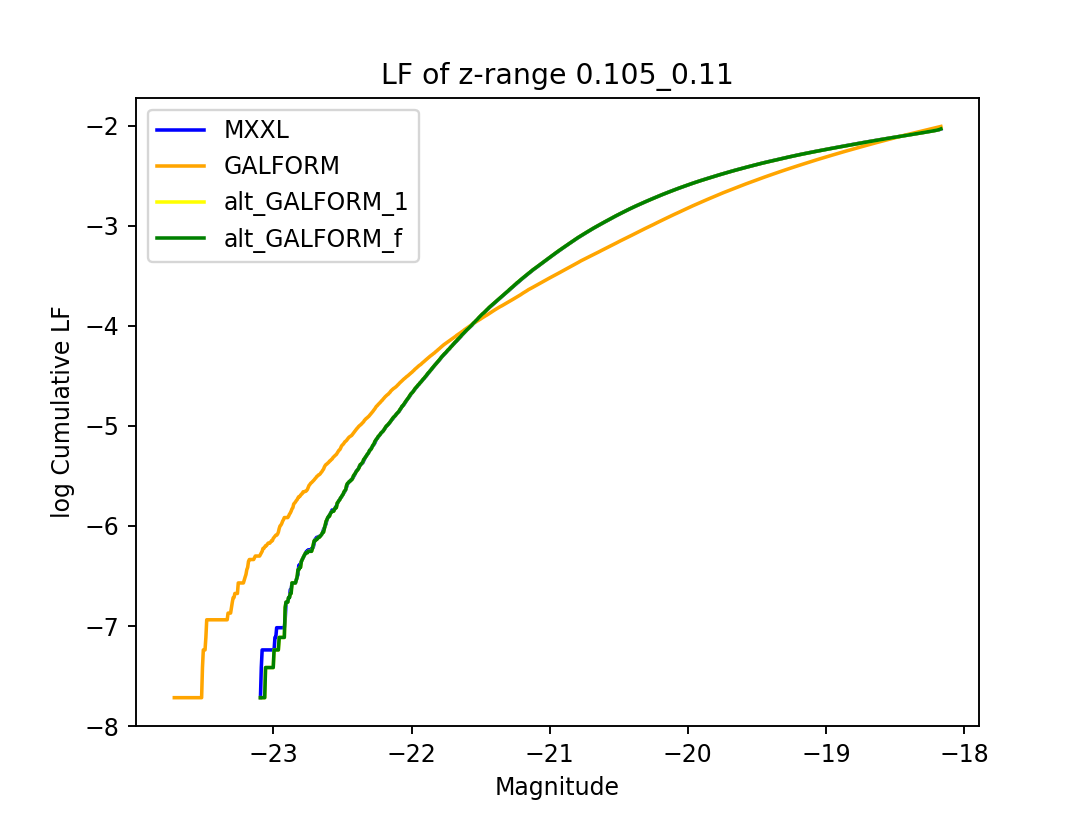 LF of z-range 0.105_0.11
MXXL
GALFORM
alt_GALFORM_1
alt_GALFORM_f
log Cumulative LF
−2
−3
−4
−5
−6
−7
−8
−23
−22
−21
−20
−19
−18
Magnitude